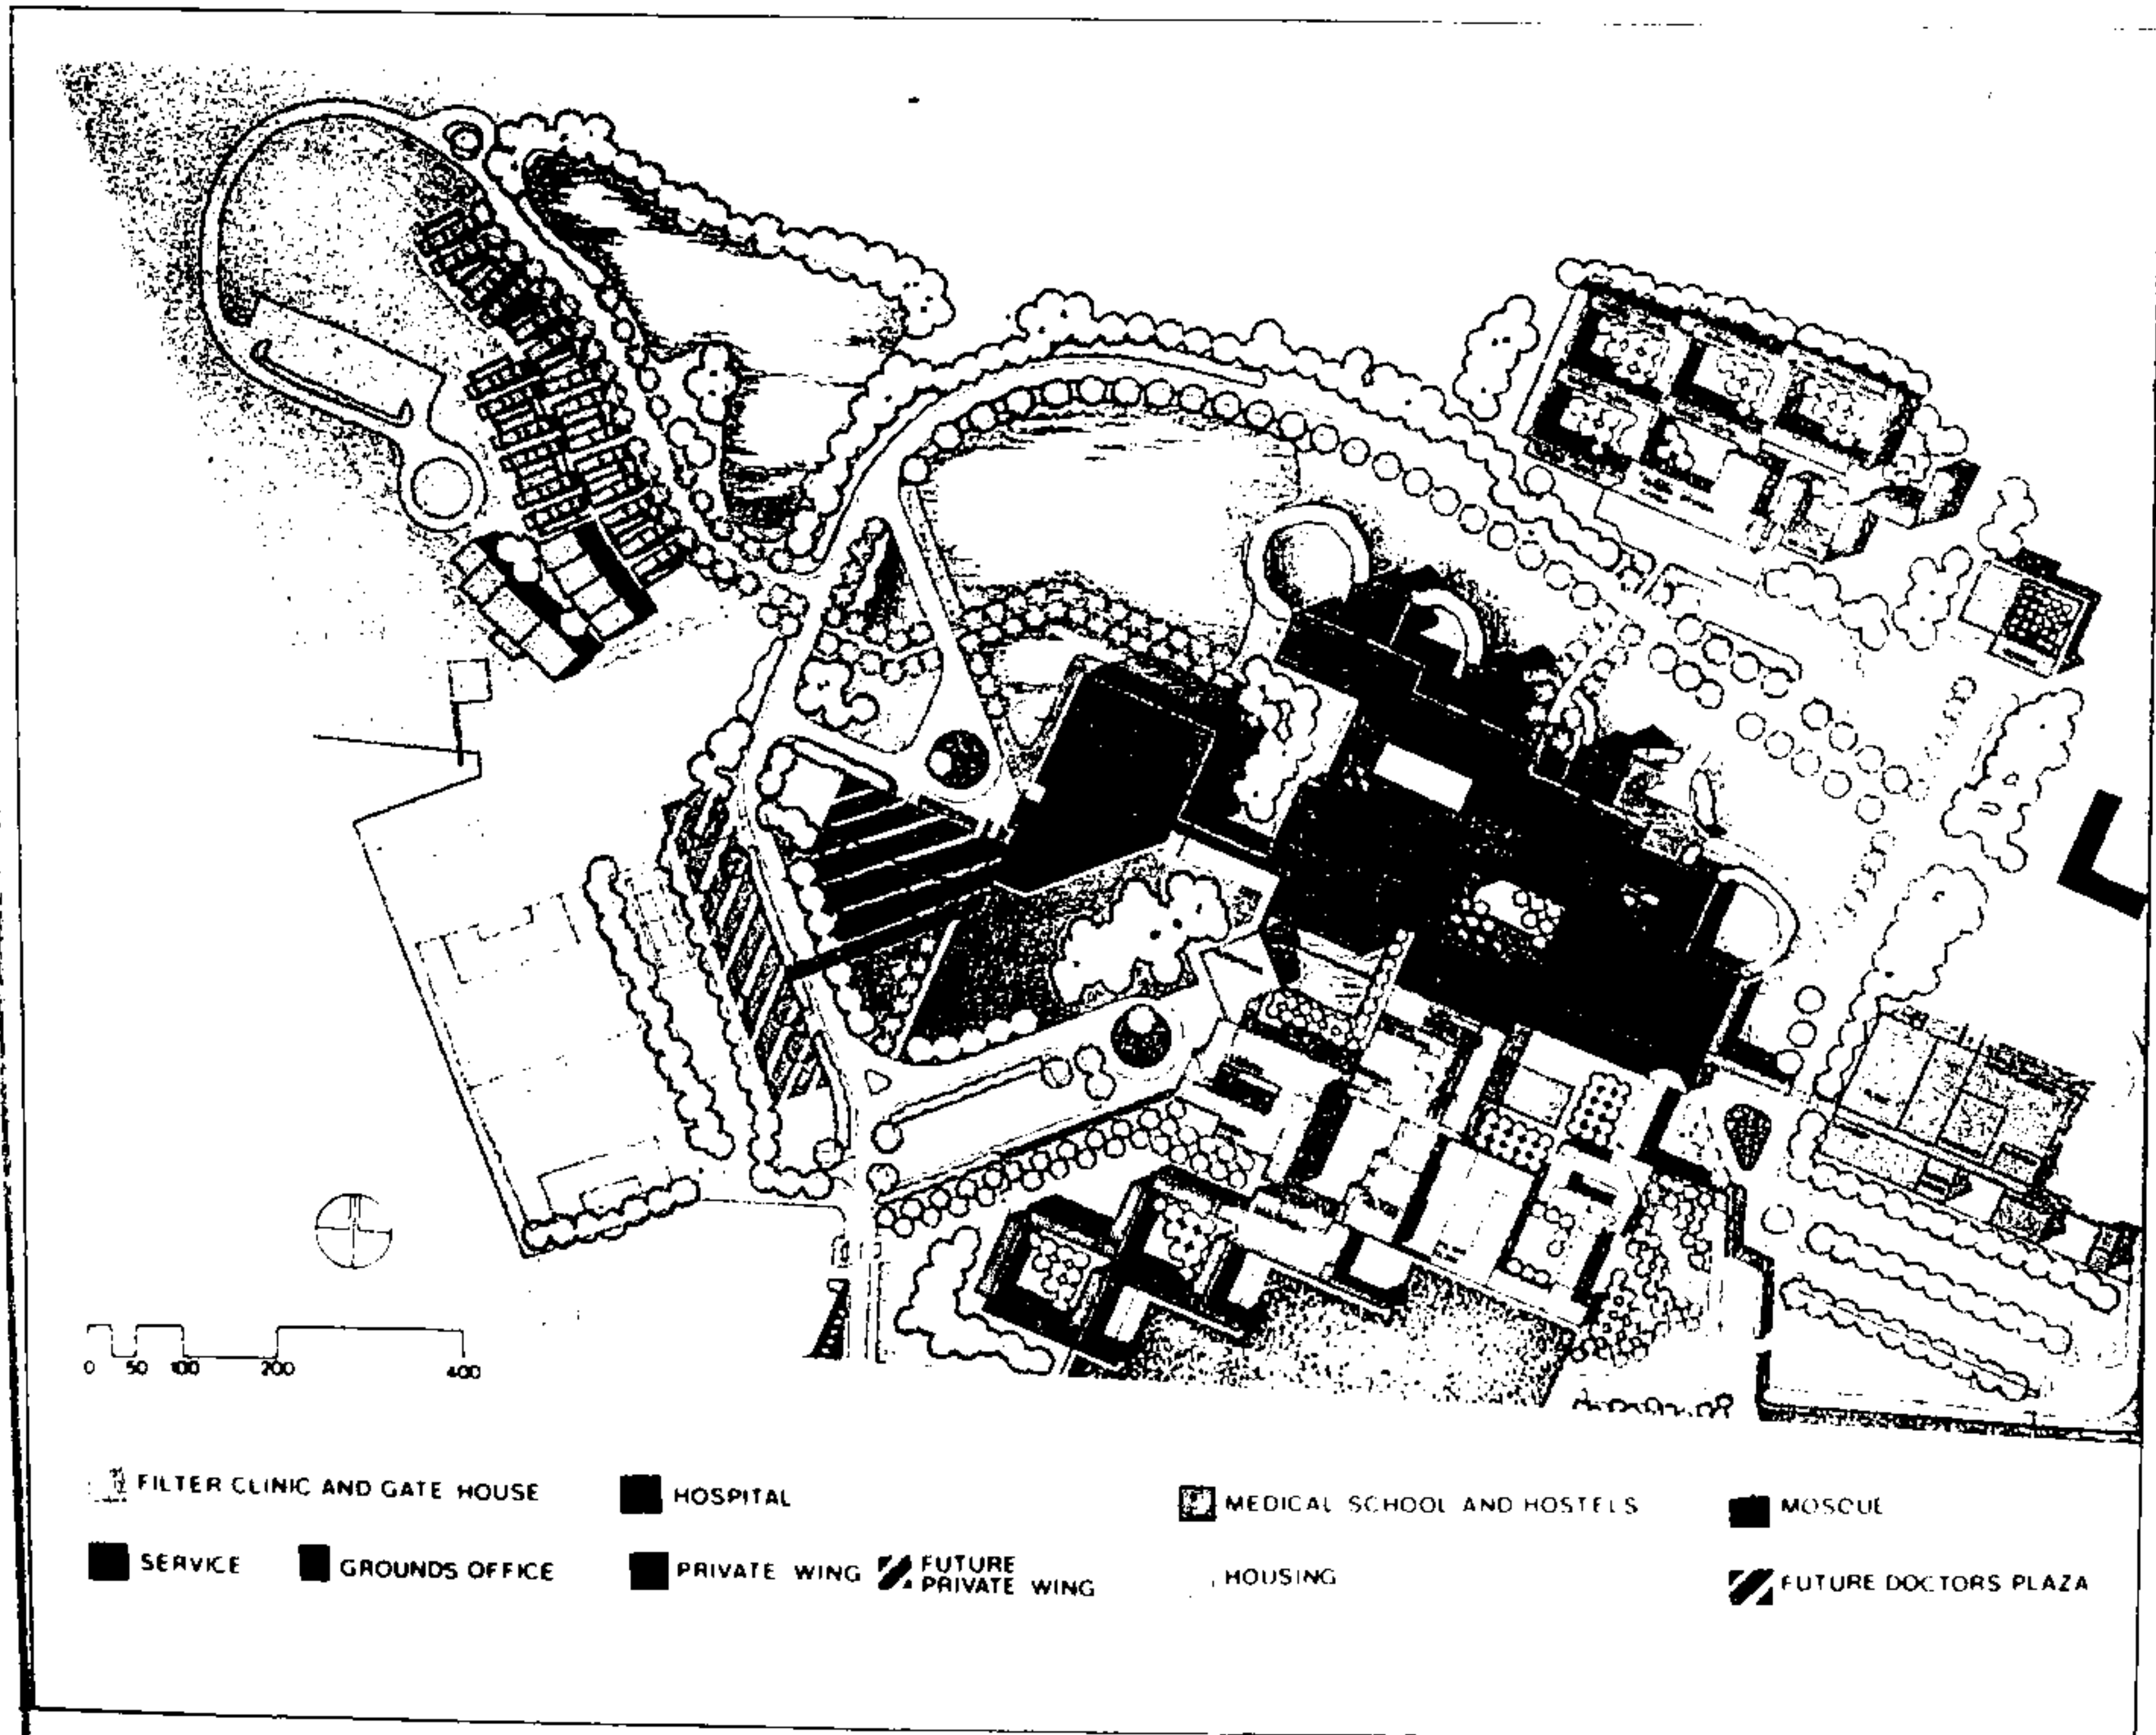 0 50 100 200 400
FILTER CLINIC AND GATE HOUSE
HOSPITAL
MEDICAL SCHOOL AND HOSTELS
MOSQUE
SERVICE
GROUNDS OFFICE
PRIVATE WING
FUTURE
PRIVATE WING
HOUSING
FUTURE DOCTORS PLAZA